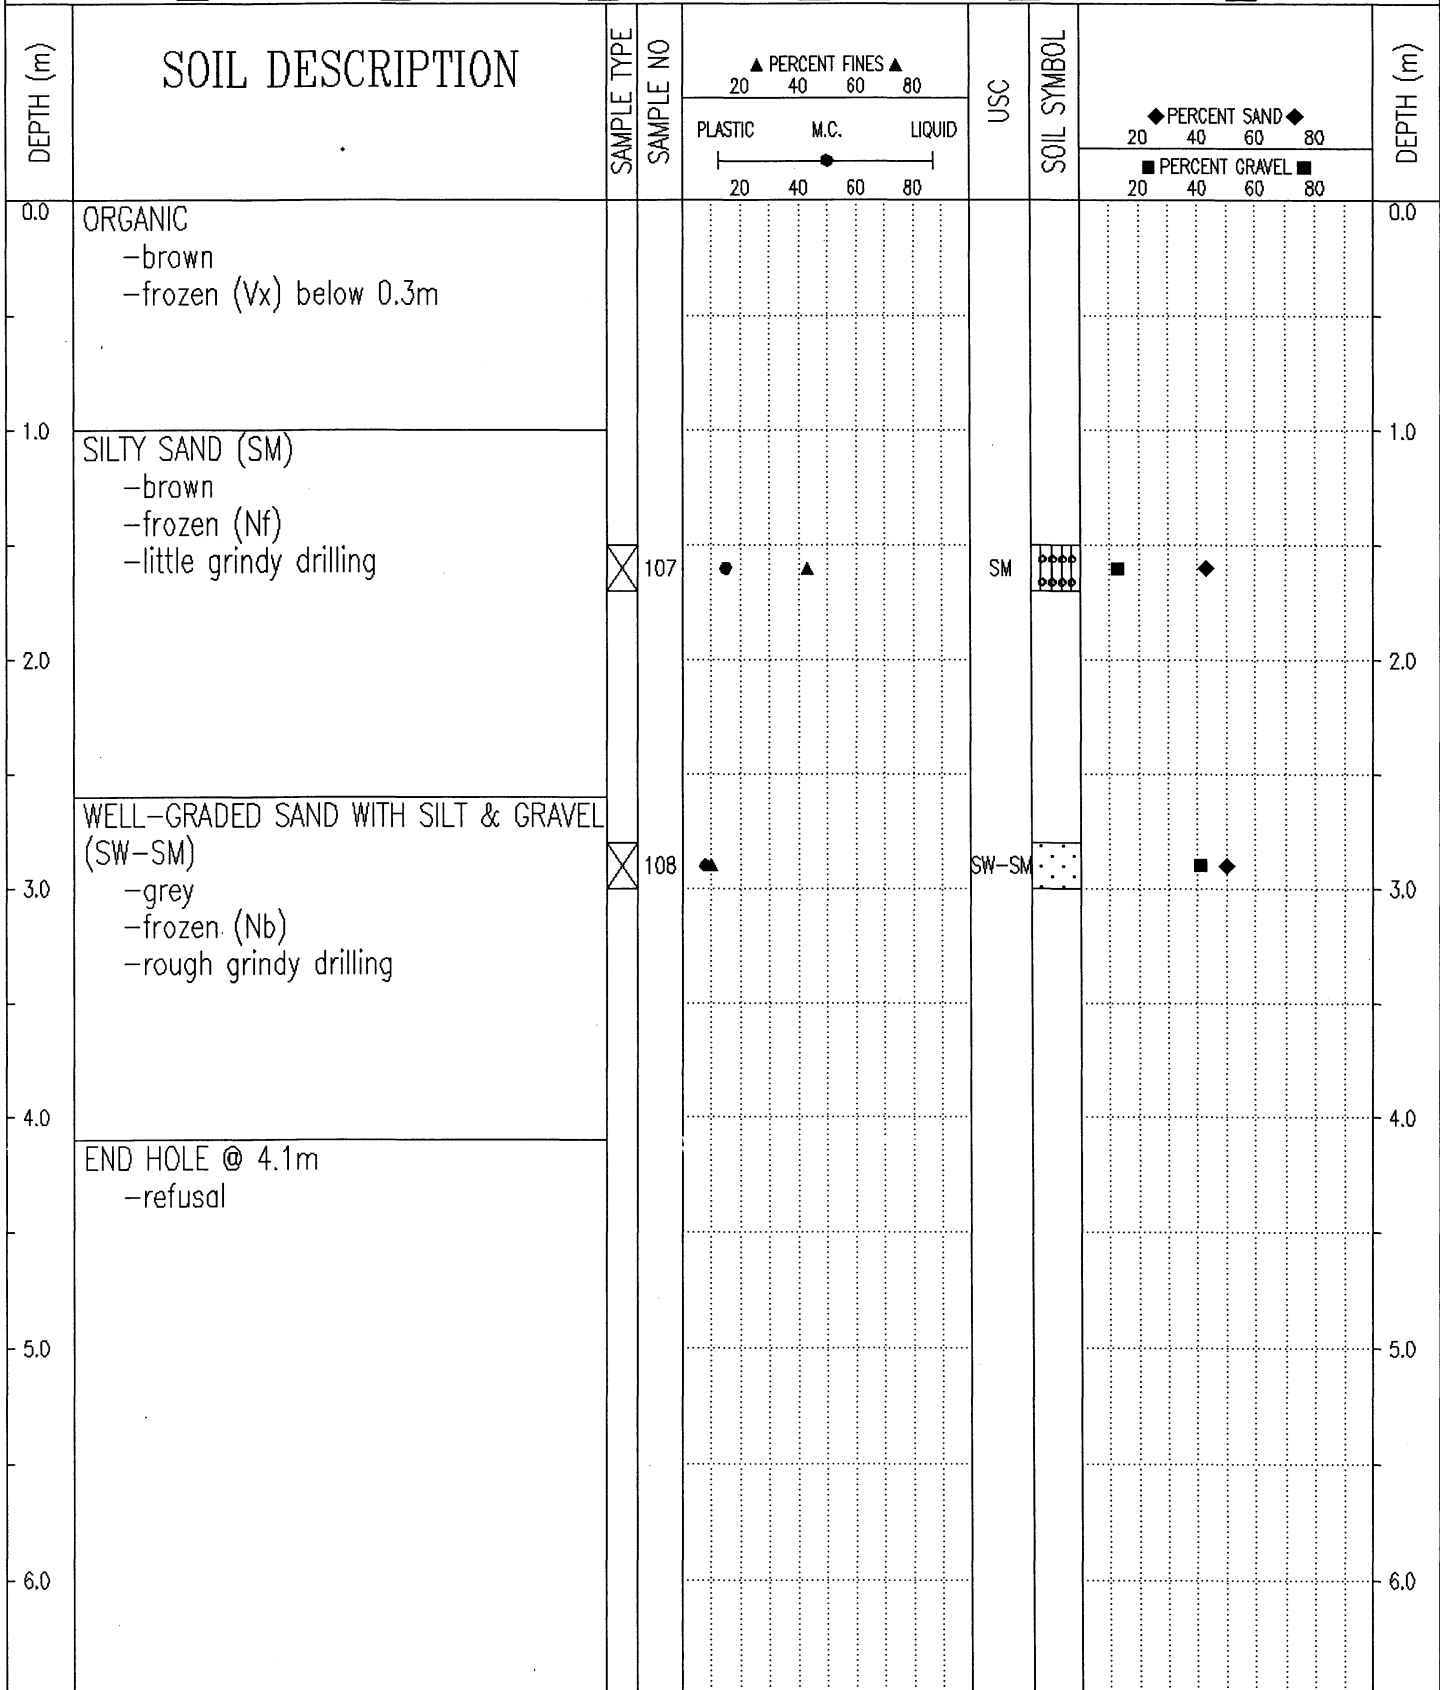 DEPTH (m)
SOIL DESCRIPTION
SAMPLE TYPE
SAMPLE NO
▲ PERCENT FINES ▲
20 40 60 80
PLASTIC M.C. LIQUID
20 40 60 80
USC
SOIL SYMBOL
◆ PERCENT SAND ◆
20 40 60 80
■ PERCENT GRAVEL ■
20 40 60 80
DEPTH (m)
0.0
ORGANIC
-brown
-frozen (Vx) below 0.3m
0.0
1.0
SILTY SAND (SM)
-brown
-frozen (Nf)
-little grindy drilling
1.0
107
SM
2.0
2.0
WELL-GRADED SAND WITH SILT & GRAVEL
(SW-SM)
-grey
-frozen (Nb)
-rough grindy drilling
108
SW-SM
3.0
3.0
4.0
4.0
END HOLE @ 4.1m
-refusal
5.0
5.0
6.0
6.0